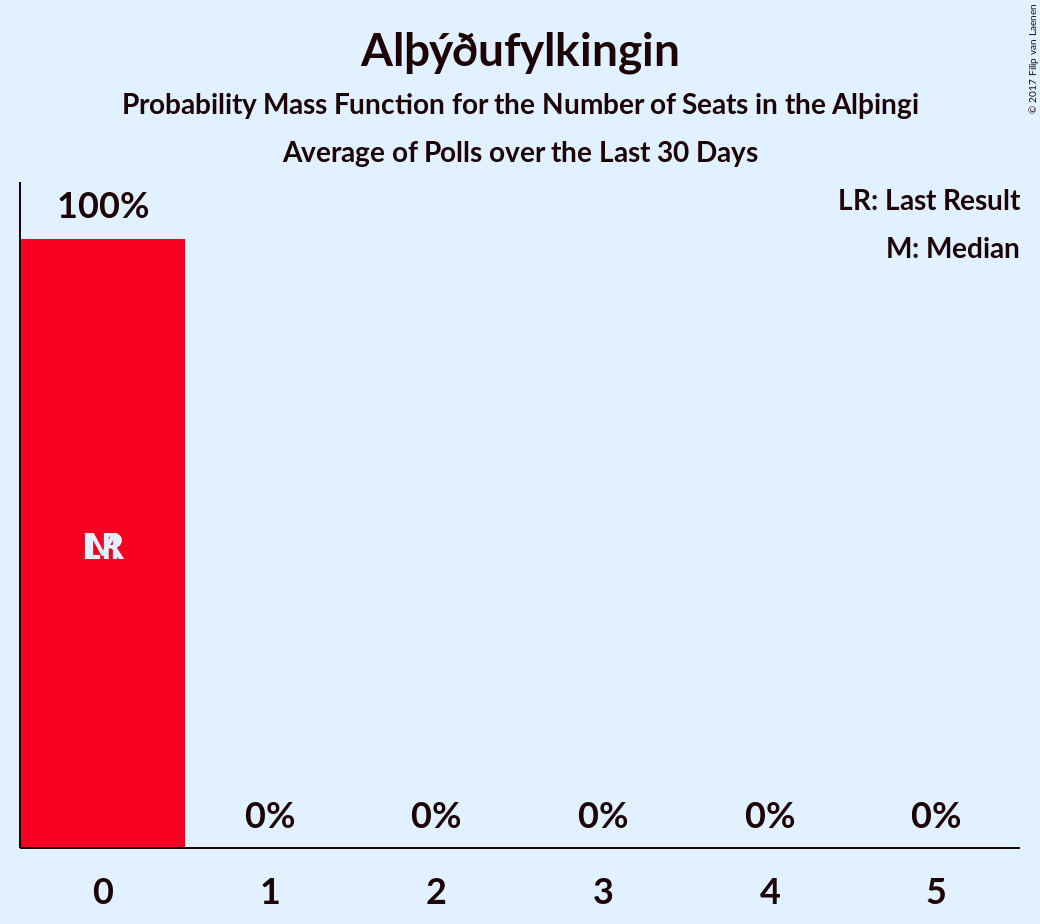 Alþýðufylkingin
Probability Mass Function for the Number of Seats in the Alþingi
Average of Polls over the Last 30 Days
© 2017 Filip van Laenen
LR: Last Result
M: Median
100%
LR
M
0% 0% 0% 0% 0%
0 1 2 3 4 5